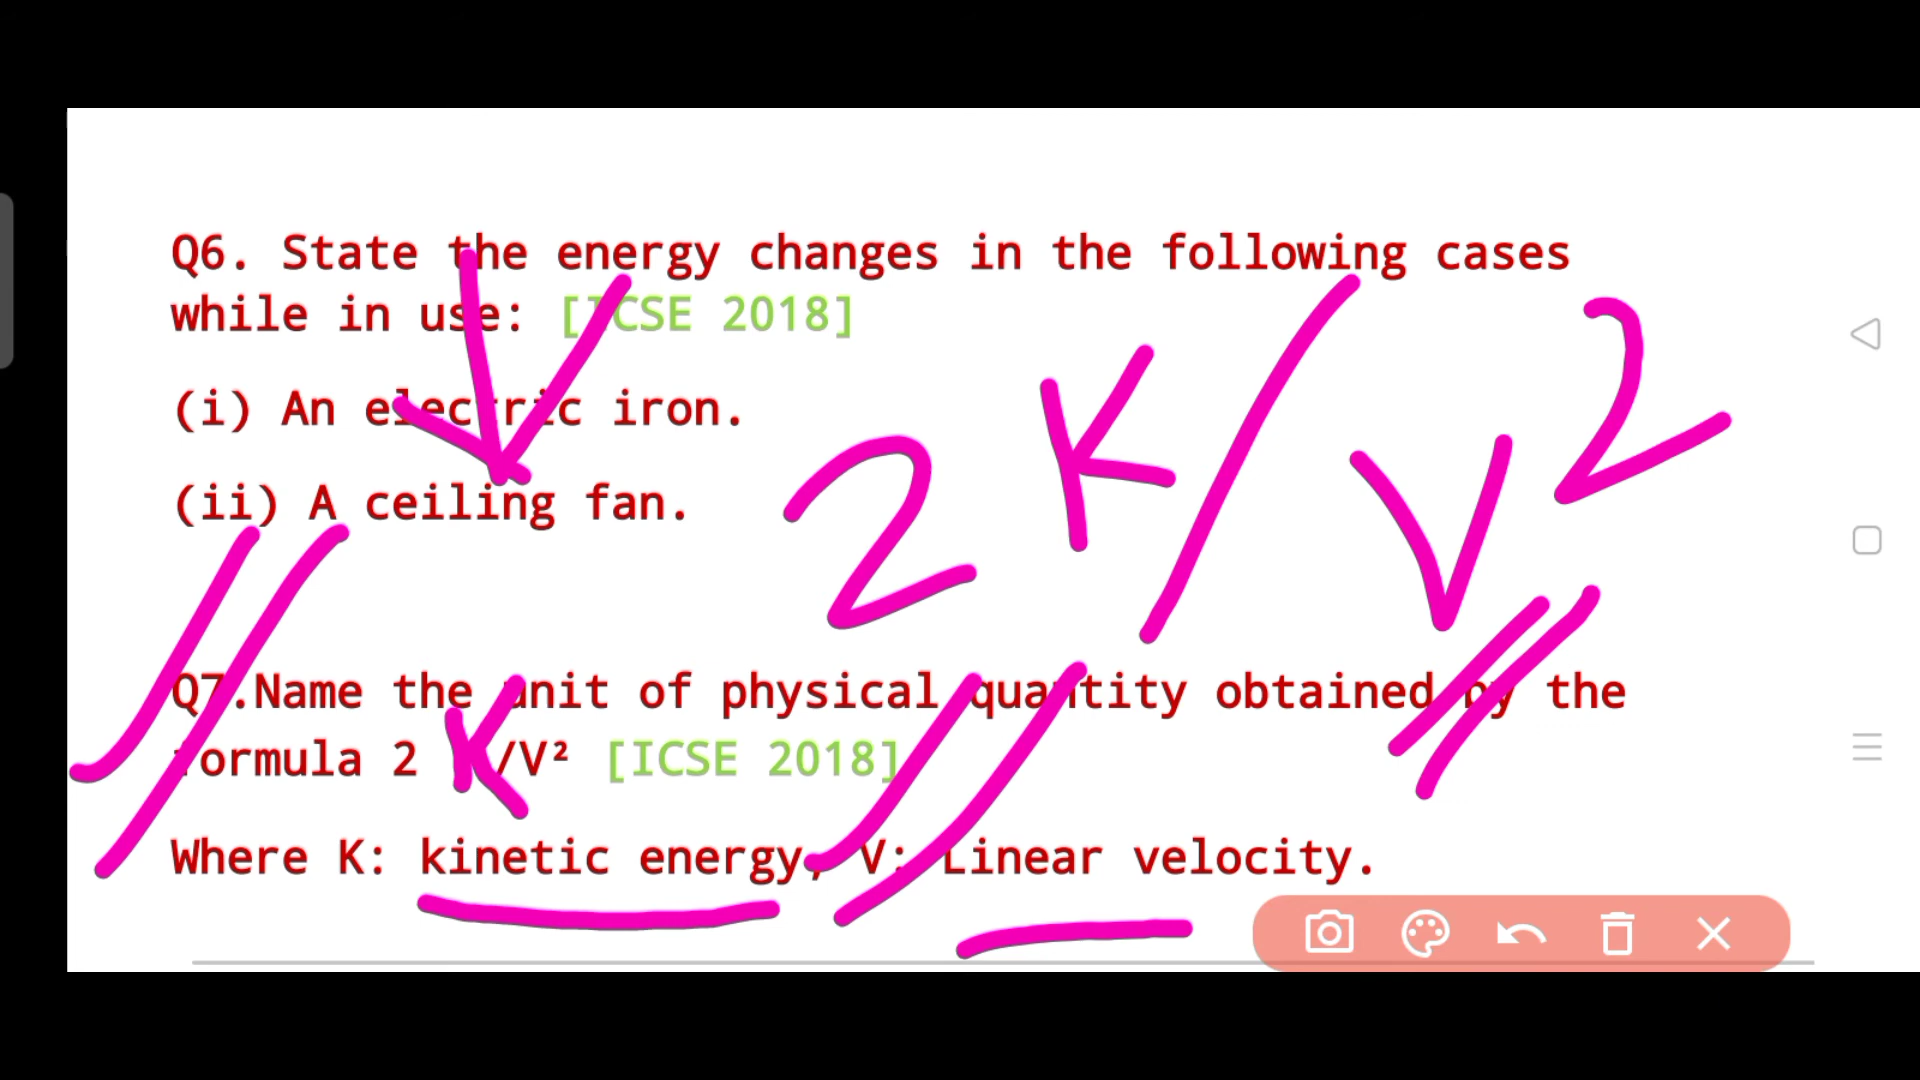 Q6. State the energy changes in the following cases
while in use: [ICSE 2018]
(i) An electric iron.
(ii) A ceiling fan.
2 K/V2
Q7.Name the unit of physical quantity obtained by the
formula 2 K/V² [ICSE 2018]
Where K: kinetic energy, V: Linear velocity.